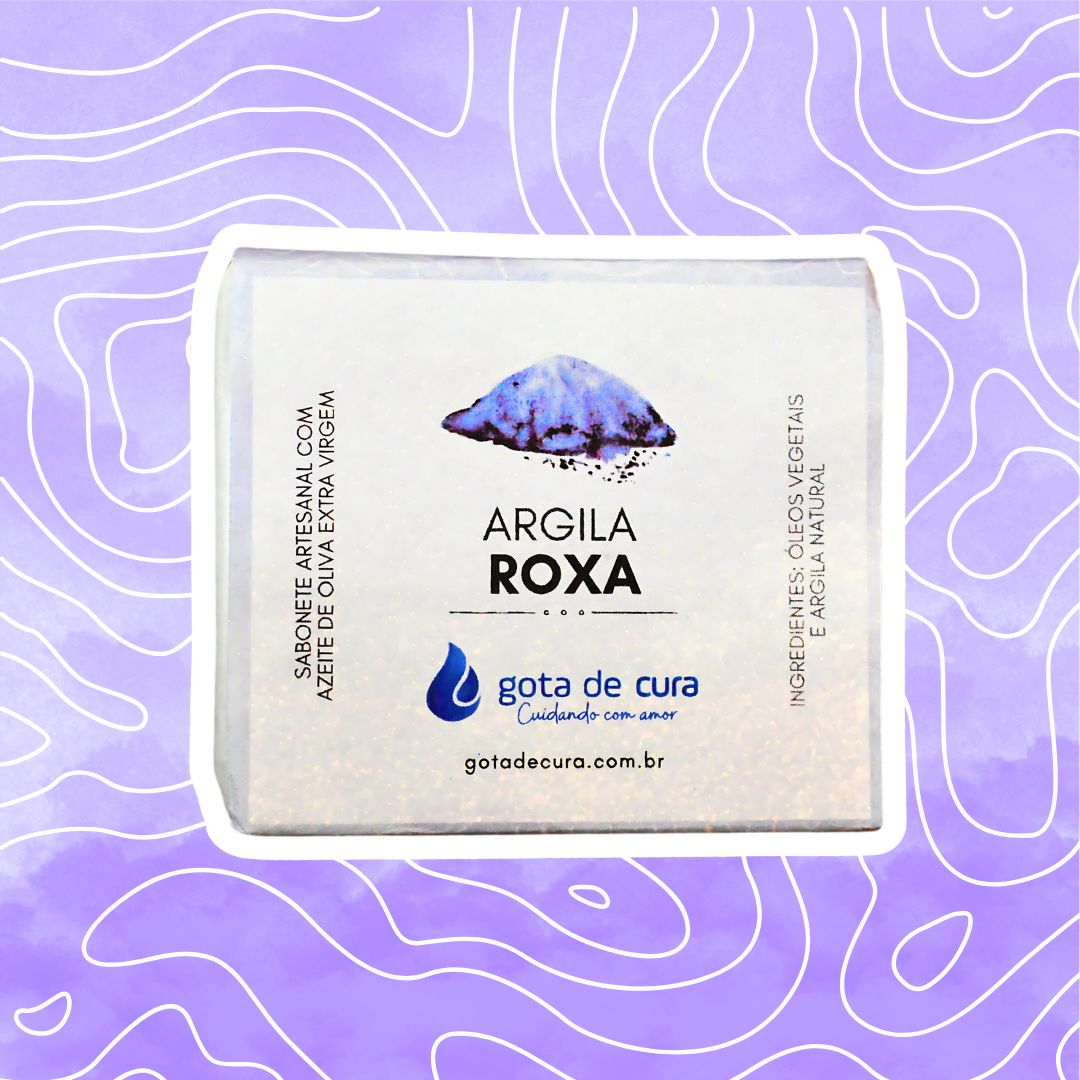 SABONETE ARTESANAL COM
AZEITE DE OLIVA EXTRA VIRGEM
ARGILA
ROXA
gota de cura
Cuidando com amor
gotadecura.com.br
INGREDIENTES: ÓLEOS VEGETAIS
E ARGILA NATURAL